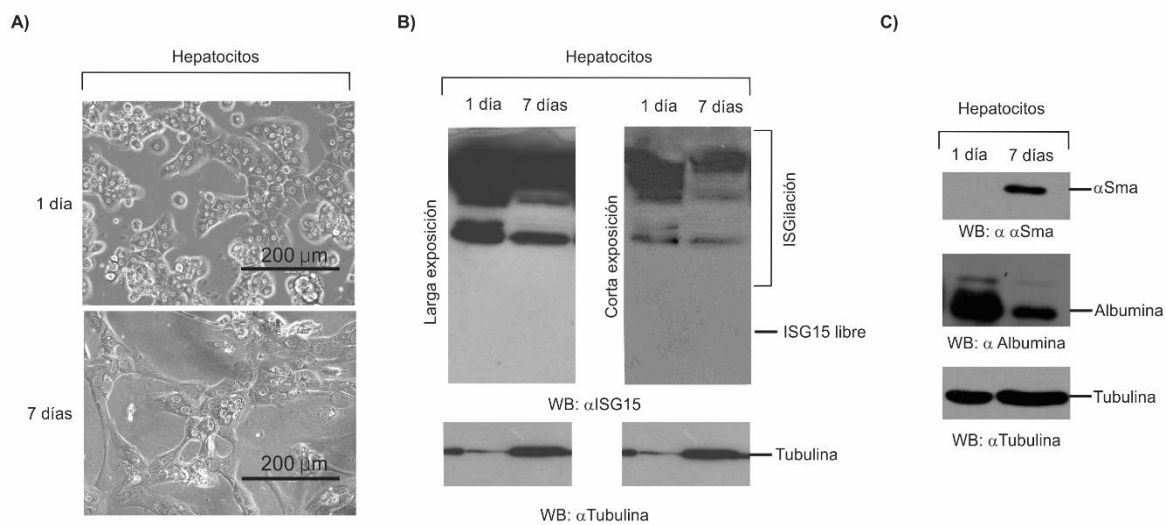 A)
Hepatocitos
1 día
200 µm
7 días
200 µm
B)
Hepatocitos
1 día 7 días
1 día 7 días
Larga exposición
Corta exposición
ISGilación
ISG15 libre
WB: αISG15
Tubulina
WB: αTubulina
C)
Hepatocitos
1 día 7 días
αSma
WB: α αSma
Albumina
WB: α Albumina
Tubulina
WB: αTubulina